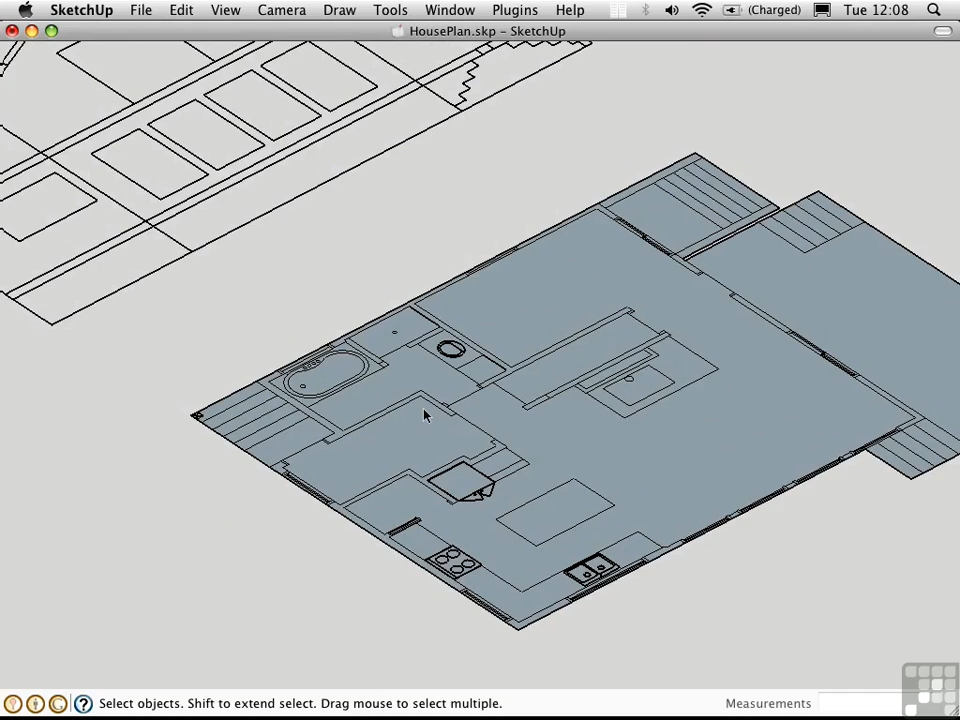 SketchUp File Edit View Camera Draw Tools Window Plugins Help (Charged) Tue 12:08
HousePlan.skp - SketchUp
Select objects. Shift to extend select. Drag mouse to select multiple. Measurements